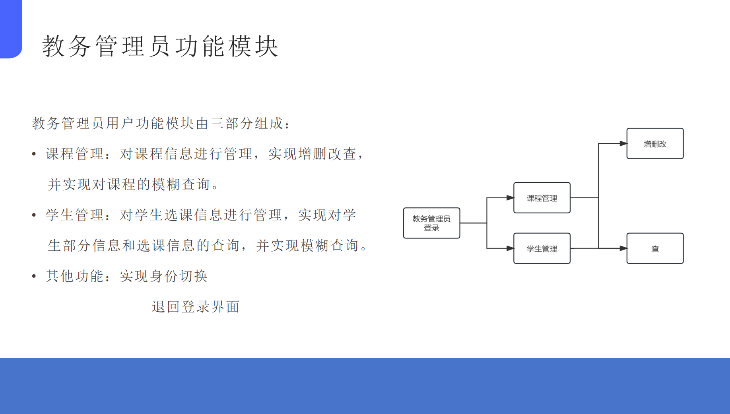 教务管理员功能模块
教务管理员用户功能模块由三部分组成：
• 课程管理：对课程信息进行管理，实现增删改查，
并实现对课程的模糊查询。
• 学生管理：对学生选课信息进行管理，实现对学
生部分信息和选课信息的查询，并实现模糊查询。
• 其他功能：实现身份切换
退回登录界面
教务管理员
登录
课程管理
学生管理
增删改
查